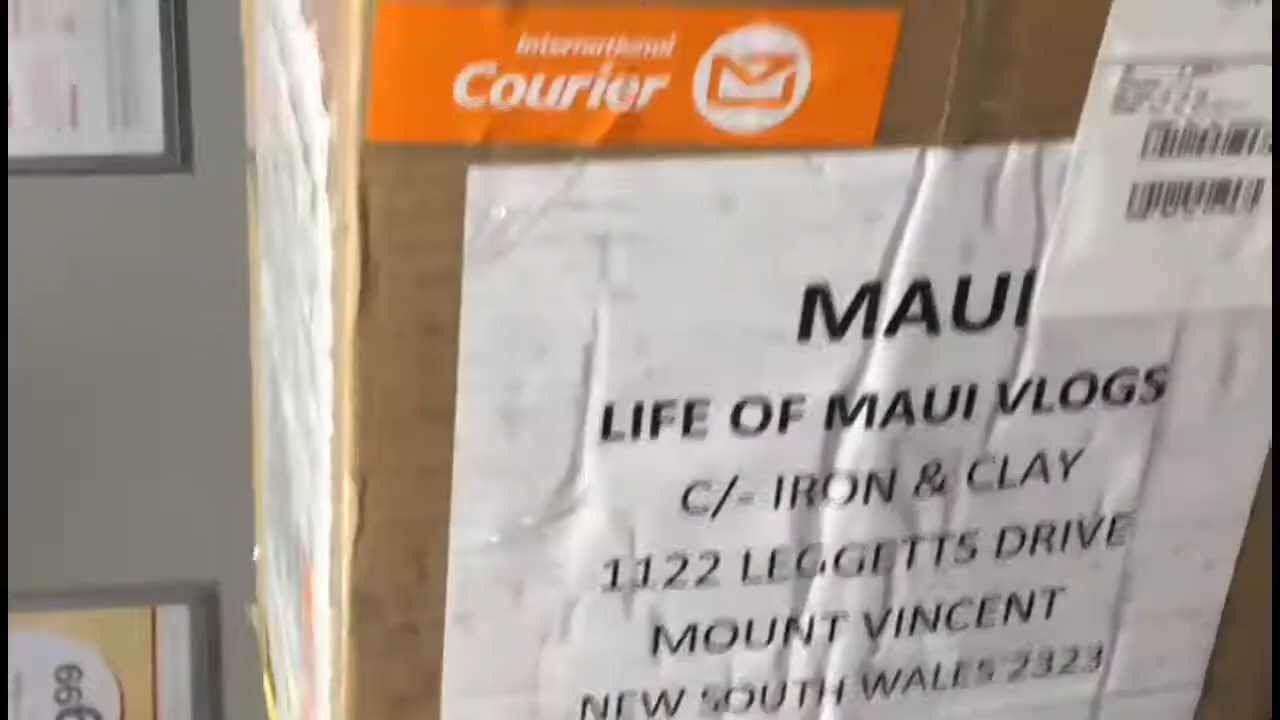 International
Courier
MAUI
LIFE OF MAUI VLOGS
C/- IRON & CLAY
1122 LEGGETTS DRIVE
MOUNT VINCENT
NEW SOUTH WALES 2323